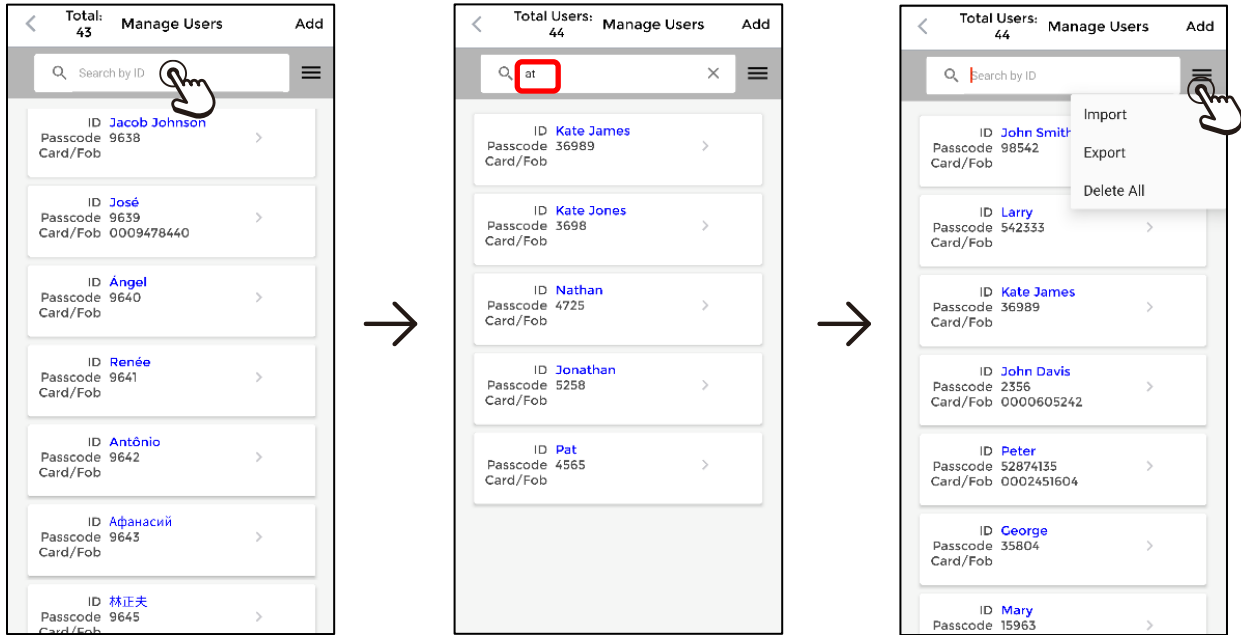 Total: 43
Manage Users
Add
Search by ID
ID Jacob Johnson
Passcode 9638
Card/Fob
ID José
Passcode 9639
Card/Fob 0009478440
ID Ángel
Passcode 9640
Card/Fob
ID Renée
Passcode 9641
Card/Fob
ID Antônio
Passcode 9642
Card/Fob
ID Афанасий
Passcode 9643
Card/Fob
ID 林正夫
Passcode 9645
Card/Fob
Total Users: 44
Manage Users
Add
at
ID Kate James
Passcode 36989
Card/Fob
ID Kate Jones
Passcode 3698
Card/Fob
ID Nathan
Passcode 4725
Card/Fob
ID Jonathan
Passcode 5258
Card/Fob
ID Pat
Passcode 4565
Card/Fob
Total Users: 44
Manage Users
Add
Search by ID
Import
Export
Delete All
ID John Smith
Passcode 98542
Card/Fob
ID Larry
Passcode 542333
Card/Fob
ID Kate James
Passcode 36989
Card/Fob
ID John Davis
Passcode 2356
Card/Fob 0000605242
ID Peter
Passcode 52874135
Card/Fob 0002451604
ID George
Passcode 35804
Card/Fob
ID Mary
Passcode 15963